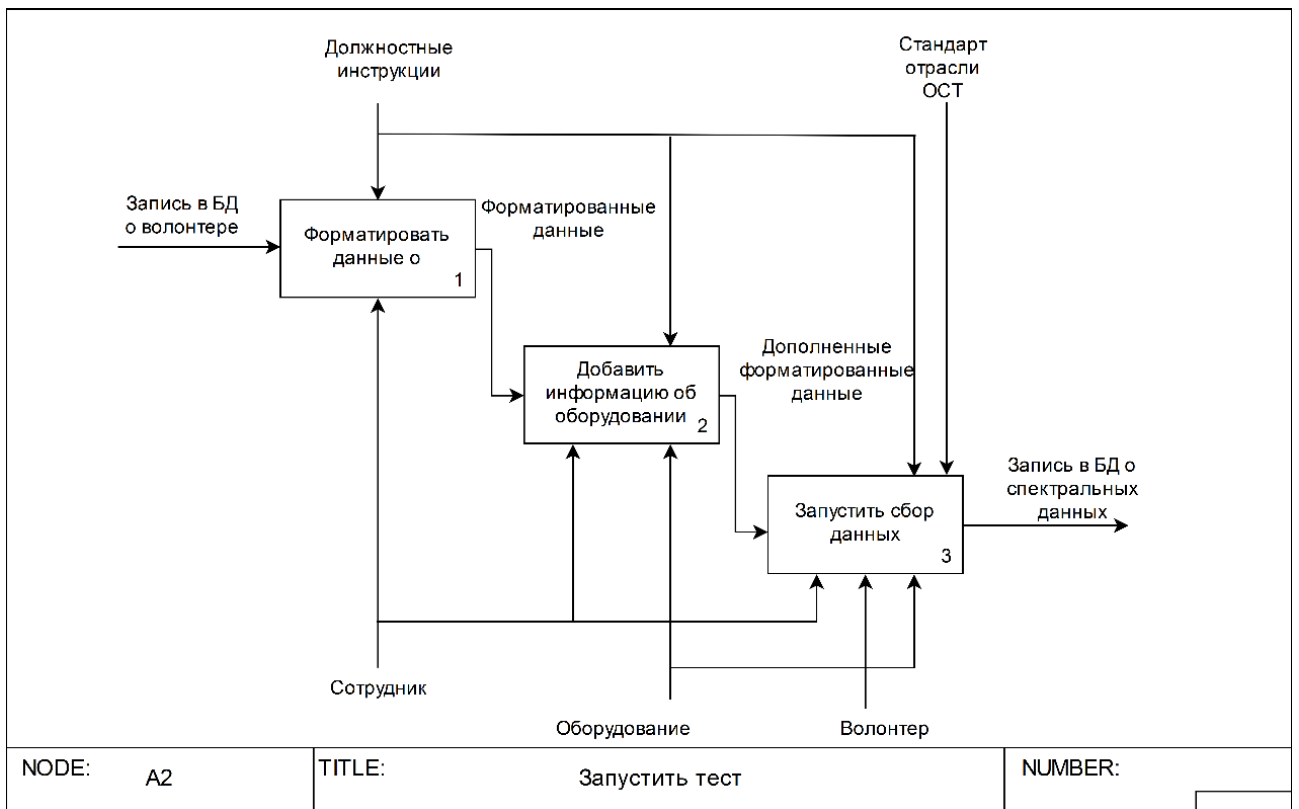 Должностные
инструкции
Стандарт
отрасли
ОСТ
Запись в БД
о волонтере
Форматировать
данные о
1
Форматированные
данные
Добавить
информацию об
оборудовании
2
Дополненные
форматированные
данные
Запустить сбор
данных
3
Запись в БД о
спектральных
данных
Сотрудник
Оборудование
Волонтер
NODE:
A2
TITLE:
Запустить тест
NUMBER: